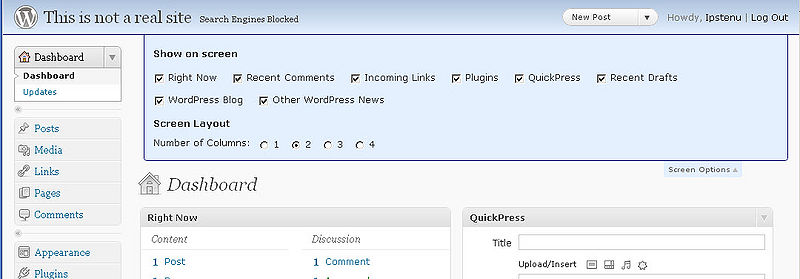 This is not a real site Search Engines Blocked New Post Howdy, Ipstenu | Log Out
Dashboard
Dashboard
Updates
Posts
Media
Links
Pages
Comments
Appearance
Plugins
Show on screen
Right Now Recent Comments Incoming Links Plugins QuickPress Recent Drafts
WordPress Blog Other WordPress News
Screen Layout
Number of Columns: 1 2 3 4
Screen Options
Dashboard
Right Now
Content Discussion
1 Post 1 Comment
QuickPress
Title
Upload/Insert